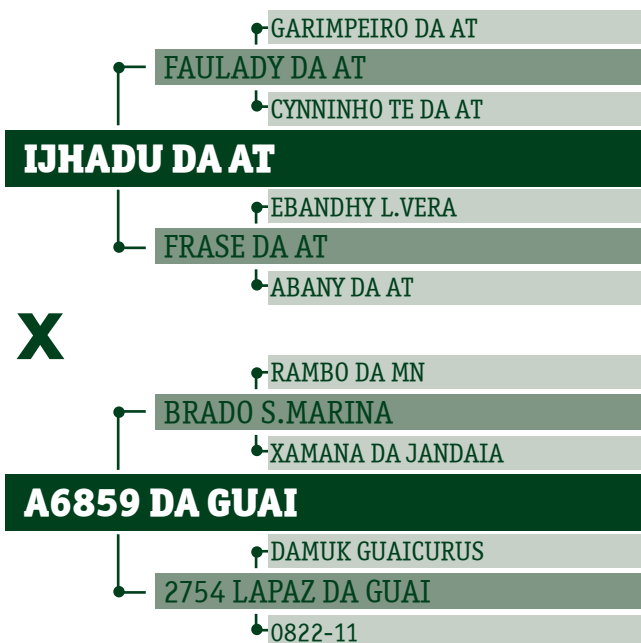 GARIMPEIRO DA AT
FAULADY DA AT
CYNNINHO TE DA AT
IJHADU DA AT
EBANDHY L.VERA
FRASE DA AT
ABANY DA AT
X
RAMBO DA MN
BRADO S.MARINA
XAMANA DA JANDAIA
A6859 DA GUAI
DAMUK GUAICURUS
2754 LAPAZ DA GUAI
0822-11